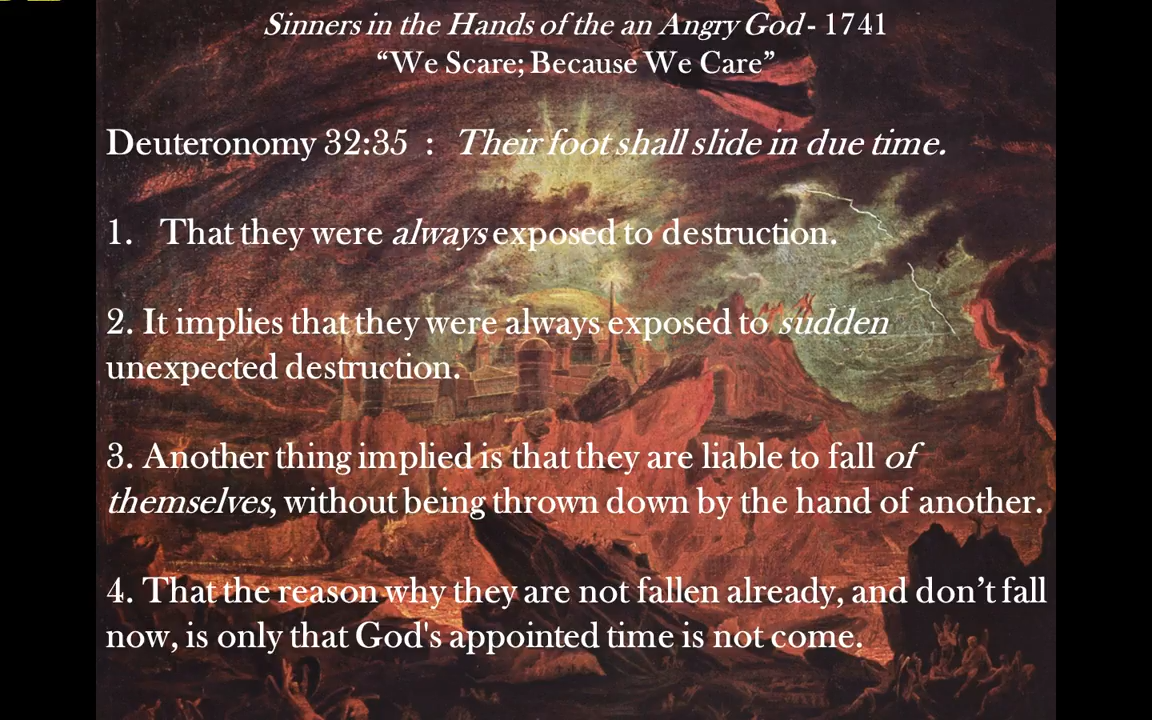 Sinners in the Hands of the an Angry God - 1741
“We Scare; Because We Care”
Deuteronomy 32:35 : Their foot shall slide in due time.
1. That they were always exposed to destruction.
2. It implies that they were always exposed to sudden
unexpected destruction.
3. Another thing implied is that they are liable to fall of
themselves, without being thrown down by the hand of another.
4. That the reason why they are not fallen already, and don’t fall
now, is only that God's appointed time is not come.